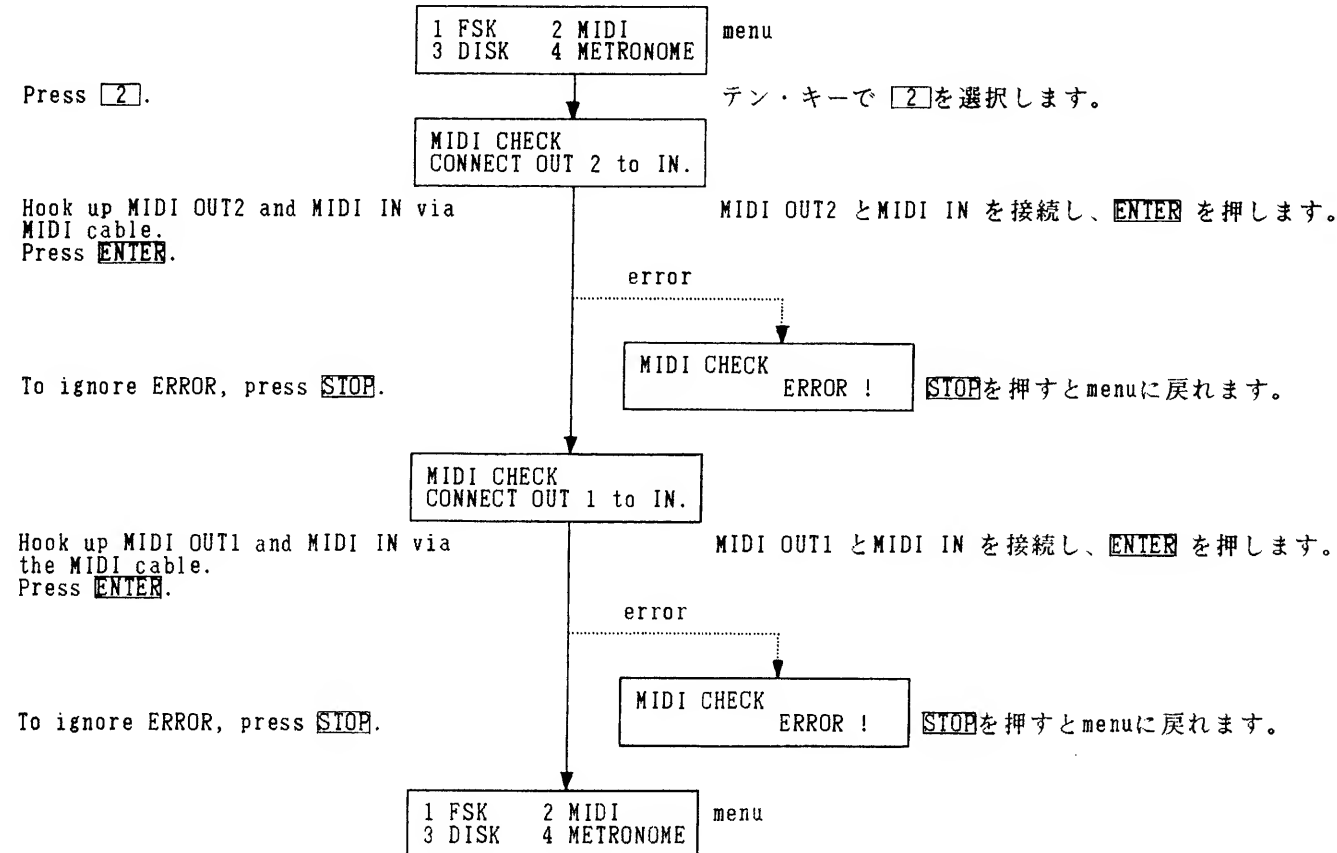 1 FSK 2 MIDI
3 DISK 4 METRONOME
menu
Press 2.
テン・キーで 2を選択します。
MIDI CHECK
CONNECT OUT 2 to IN.
Hook up MIDI OUT2 and MIDI IN via
MIDI cable.
Press ENTER.
MIDI OUT2 とMIDI IN を接続し、ENTER を押します。
error
MIDI CHECK
ERROR !
To ignore ERROR, press STOP.
STOPを押すとmenuに戻れます。
MIDI CHECK
CONNECT OUT 1 to IN.
Hook up MIDI OUT1 and MIDI IN via
the MIDI cable.
Press ENTER.
MIDI OUT1 とMIDI IN を接続し、ENTER を押します。
error
MIDI CHECK
ERROR !
To ignore ERROR, press STOP.
STOPを押すとmenuに戻れます。
1 FSK 2 MIDI
3 DISK 4 METRONOME
menu